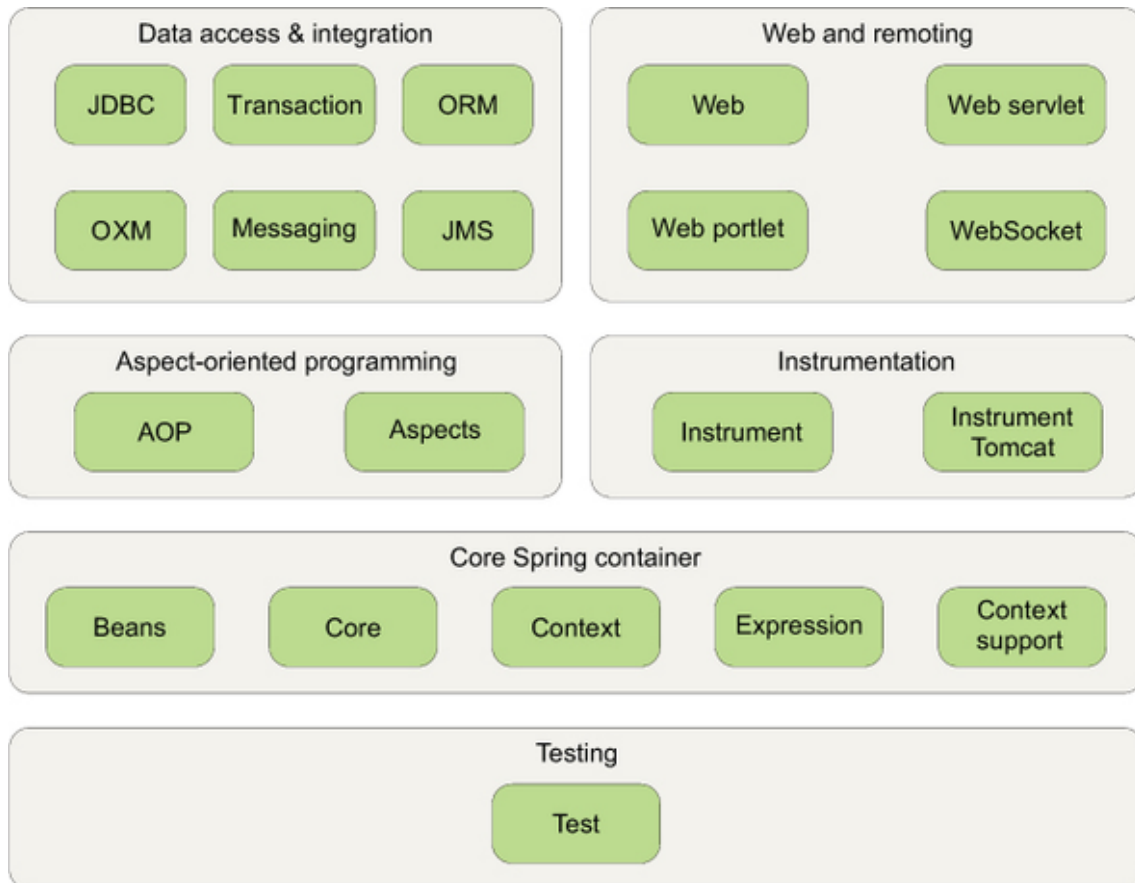 Data access & integration
JDBC
Transaction
ORM
OXM
Messaging
JMS
Web and remoting
Web
Web servlet
Web portlet
WebSocket
Aspect-oriented programming
AOP
Aspects
Instrumentation
Instrument
Instrument
Tomcat
Core Spring container
Beans
Core
Context
Expression
Context
support
Testing
Test